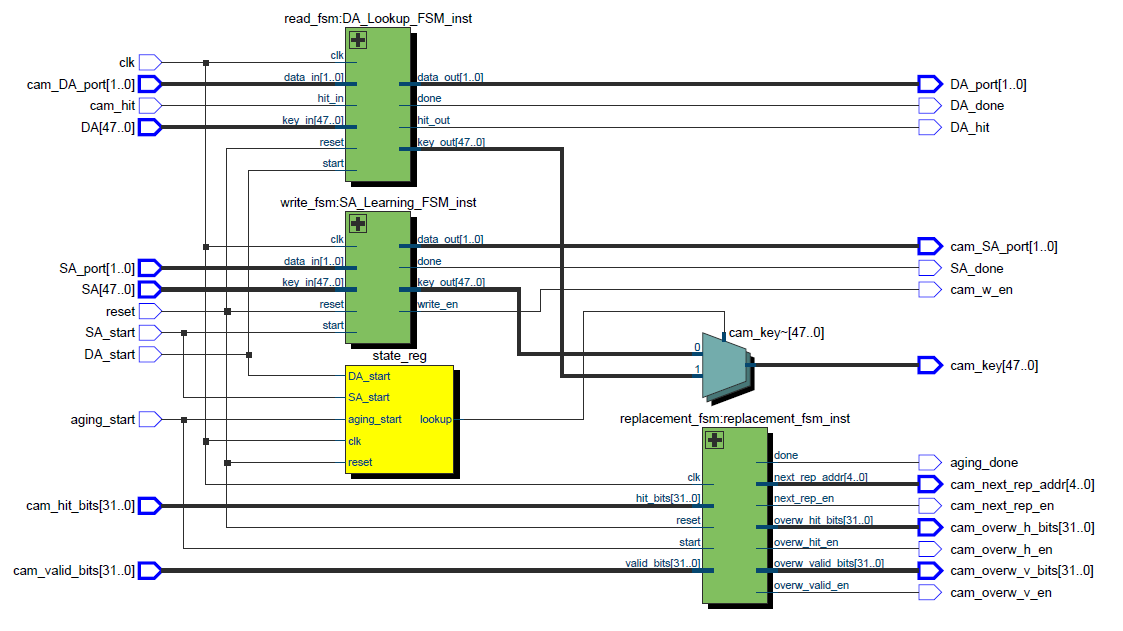 read_fsm:DA_Lookup_FSM_inst
clk
clk
cam_DA_port[1..0]
data_in[1..0]
data_out[1..0]
DA_port[1..0]
cam_hit
hit_in
done
DA_done
DA[47..0]
key_in[47..0]
hit_out
DA_hit
reset
key_out[47..0]
start
write_fsm:SA_Learning_FSM_inst
clk
data_out[1..0]
cam_SA_port[1..0]
SA_port[1..0]
data_in[1..0]
done
SA_done
SA[47..0]
key_in[47..0]
key_out[47..0]
cam_w_en
reset
reset
write_en
SA_start
start
cam_key~[47..0]
DA_start
state_reg
0
1
cam_key[47..0]
DA_start
SA_start
aging_start
aging_start
lookup
clk
reset
replacement_fsm:replacement_fsm_inst
done
aging_done
clk
next_rep_addr[4..0]
cam_next_rep_addr[4..0]
cam_hit_bits[31..0]
hit_bits[31..0]
next_rep_en
cam_next_rep_en
reset
overw_hit_bits[31..0]
cam_overw_h_bits[31..0]
start
overw_hit_en
cam_overw_h_en
cam_valid_bits[31..0]
valid_bits[31..0]
overw_valid_bits[31..0]
cam_overw_v_bits[31..0]
overw_valid_en
cam_overw_v_en